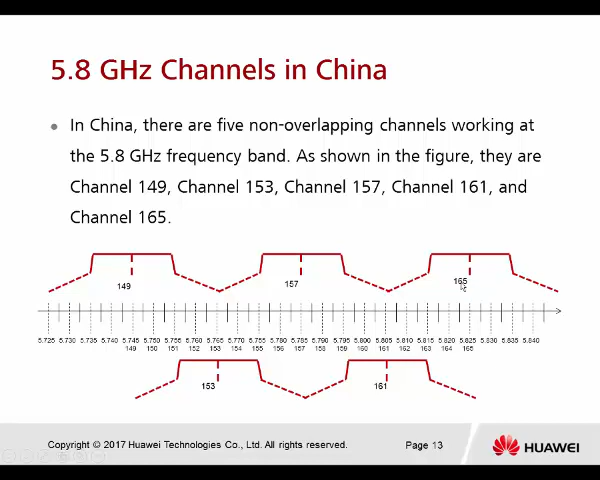 5.8 GHz Channels in China
In China, there are five non-overlapping channels working at
the 5.8 GHz frequency band. As shown in the figure, they are
Channel 149, Channel 153, Channel 157, Channel 161, and
Channel 165.
149 157 165
5.725 5.730 5.735 5.740 5.745 5.750 5.755 5.760 5.765 5.770 5.775 5.780 5.785 5.790 5.795 5.800 5.805 5.810 5.815 5.820 5.825 5.830 5.835 5.840
149 150 151 152 153 154 155 156 157 158 159 160 161 162 163 164 165
153 161
Copyright © 2017 Huawei Technologies Co., Ltd. All rights reserved. Page 13 HUAWEI